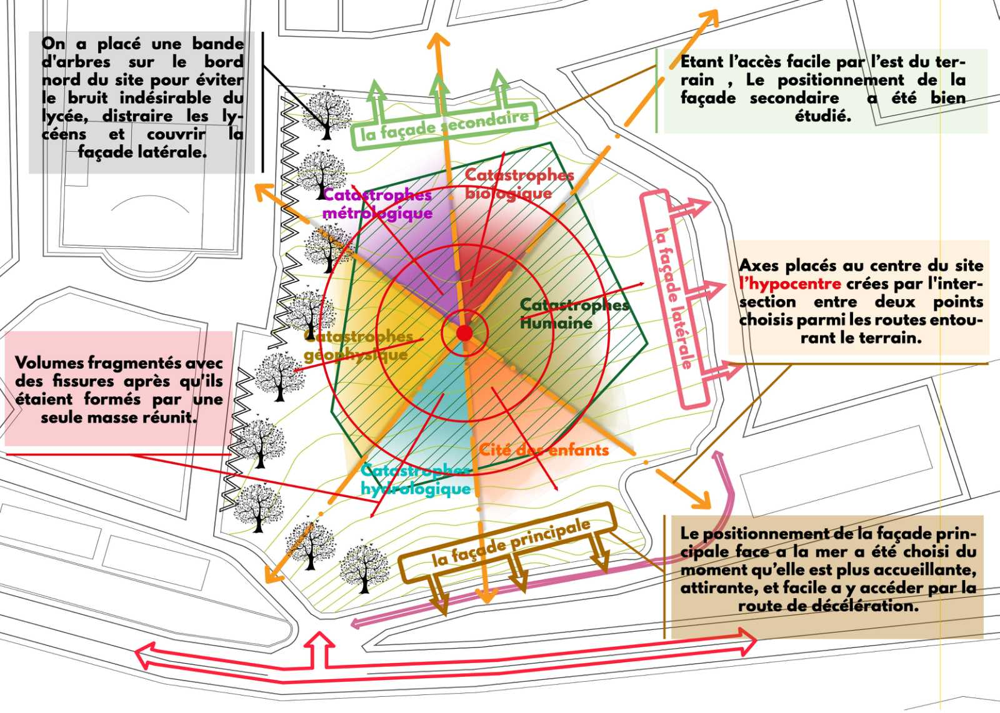 On a placé une bande
d'arbres sur le bord
nord du site pour éviter
le bruit indésirable du
lycée, distraire les ly-
céens et couvrir la
façade latérale.
Etant l’accès facile par l’est du ter-
rain , Le positionnement de la
façade secondaire a été bien
étudié.
la façade secondaire
Catastrophes
biologique
Catastrophes
métrologique
la façade latérale
Axes placés au centre du site
l’hypocentre crées par l'inter-
section entre deux points
choisis parmi les routes entou-
rant le terrain.
Catastrophes
Humaine
Catastrophes
géophysique
Volumes fragmentés avec
des fissures après qu'ils
étaient formés par une
seule masse réunit.
Cité des enfants
Catastrophes
hydrologique
la façade principale
Le positionnement de la façade prin-
cipale face a la mer a été choisi du
moment qu’elle est plus accueillante,
attirante, et facile a y accéder par la
route de décélération.